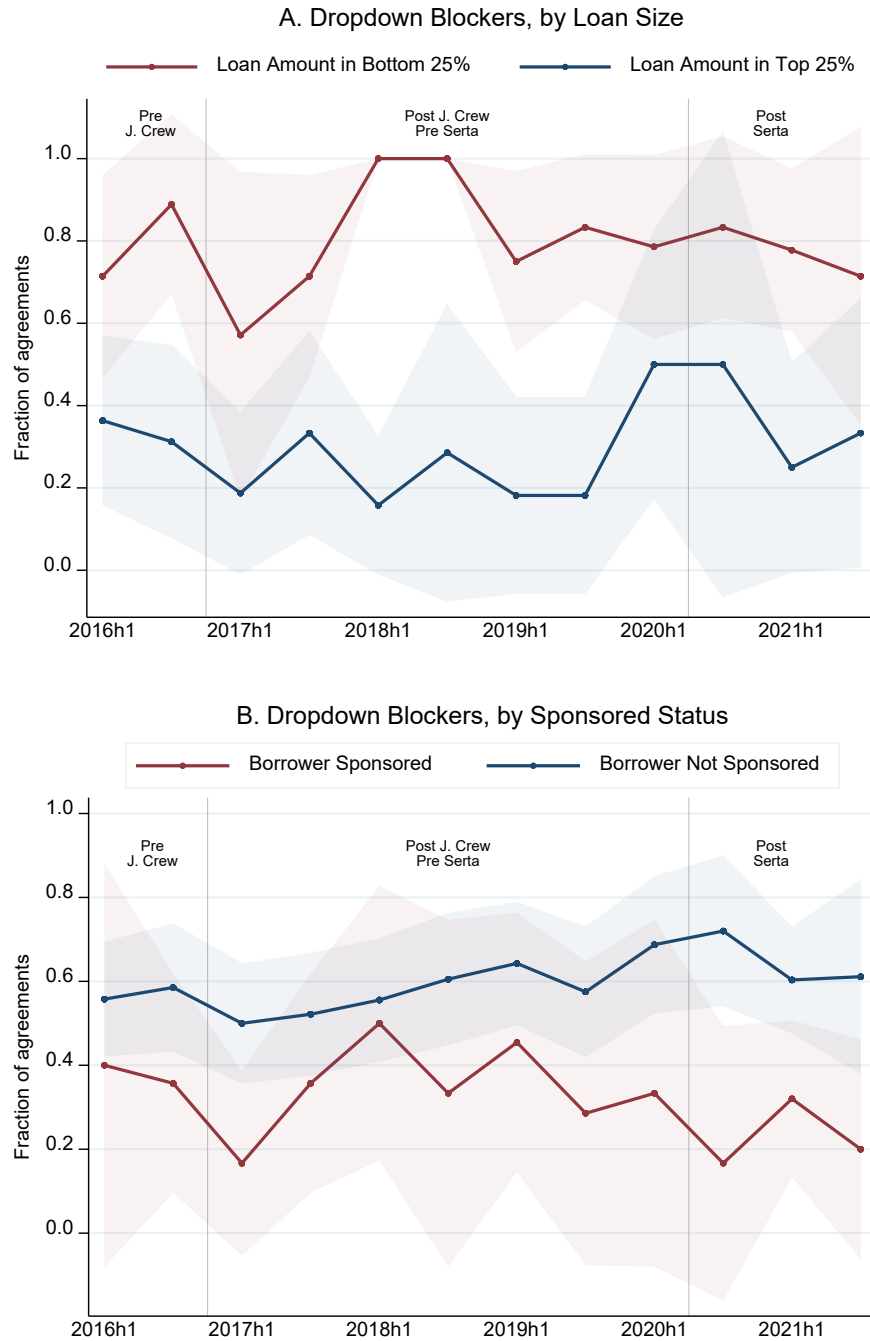 A. Dropdown Blockers, by Loan Size
Loan Amount in Bottom 25% Loan Amount in Top 25%
Pre Post J. Crew Post
J. Crew Pre Serta Serta
1.0
0.8
0.6
0.4
0.2
0.0
Fraction of agreements
2016h1 2017h1 2018h1 2019h1 2020h1 2021h1
B. Dropdown Blockers, by Sponsored Status
Borrower Sponsored Borrower Not Sponsored
1.0
Pre Post J. Crew Post
J. Crew Pre Serta Serta
0.8
0.6
0.4
0.2
0.0
Fraction of agreements
2016h1 2017h1 2018h1 2019h1 2020h1 2021h1